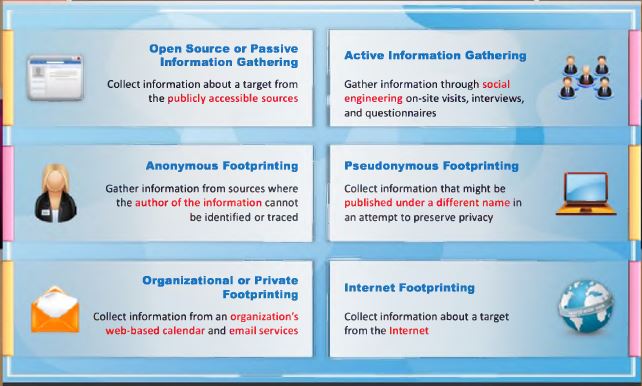 Open Source or Passive
Information Gathering
Collect information about a target from
the publicly accessible sources
Active Information Gathering
Gather information through social
engineering on-site visits, interviews,
and questionnaires
Anonymous Footprinting
Gather information from sources where
the author of the information cannot
be identified or traced
Pseudonymous Footprinting
Collect information that might be
published under a different name in
an attempt to preserve privacy
Organizational or Private
Footprinting
Collect information from an organization's
web-based calendar and email services
Internet Footprinting
Collect information about a target
from the Internet